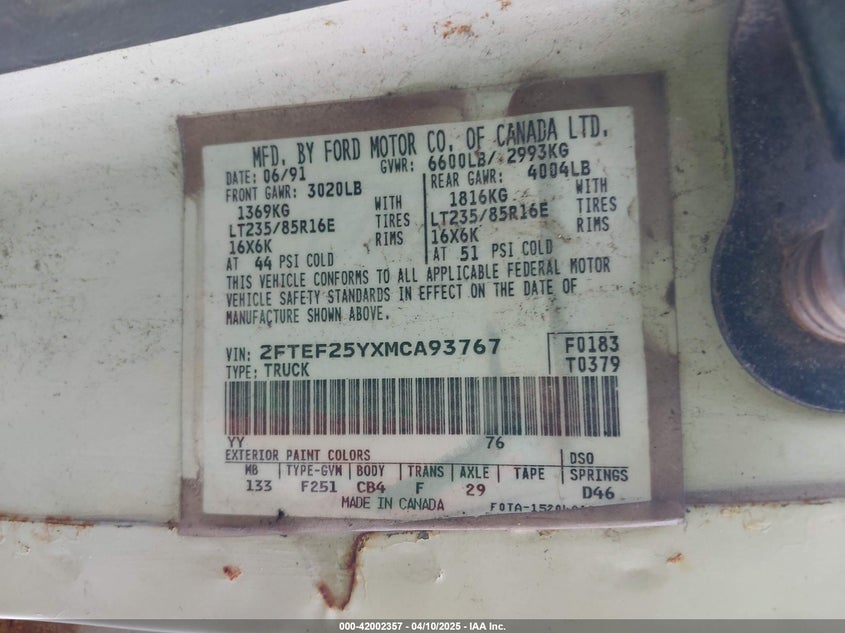 MFD. BY FORD MOTOR CO. OF CANADA LTD.
DATE: 06/91 GVWR: 6600LB/ 2993KG
FRONT GAWR: 3020LB REAR GAWR: 4004LB
1369KG WITH 1816KG WITH
LT235/85R16E TIRES LT235/85R16E TIRES
16X6K RIMS 16X6K RIMS
AT 44 PSI COLD AT 51 PSI COLD
THIS VEHICLE CONFORMS TO ALL APPLICABLE FEDERAL MOTOR
VEHICLE SAFETY STANDARDS IN EFFECT ON THE DATE OF
MANUFACTURE SHOWN ABOVE.
VIN: 2FTEF25YXMCA93767 F0183
TYPE: TRUCK T0379
YY 76
EXTERIOR PAINT COLORS DSO
WB TYPE-GVW BODY TRANS AXLE TAPE SPRINGS
133 F251 CB4 F 29 D46
MADE IN CANADA
000-42002357 - 04/10/2025 - IAA Inc.